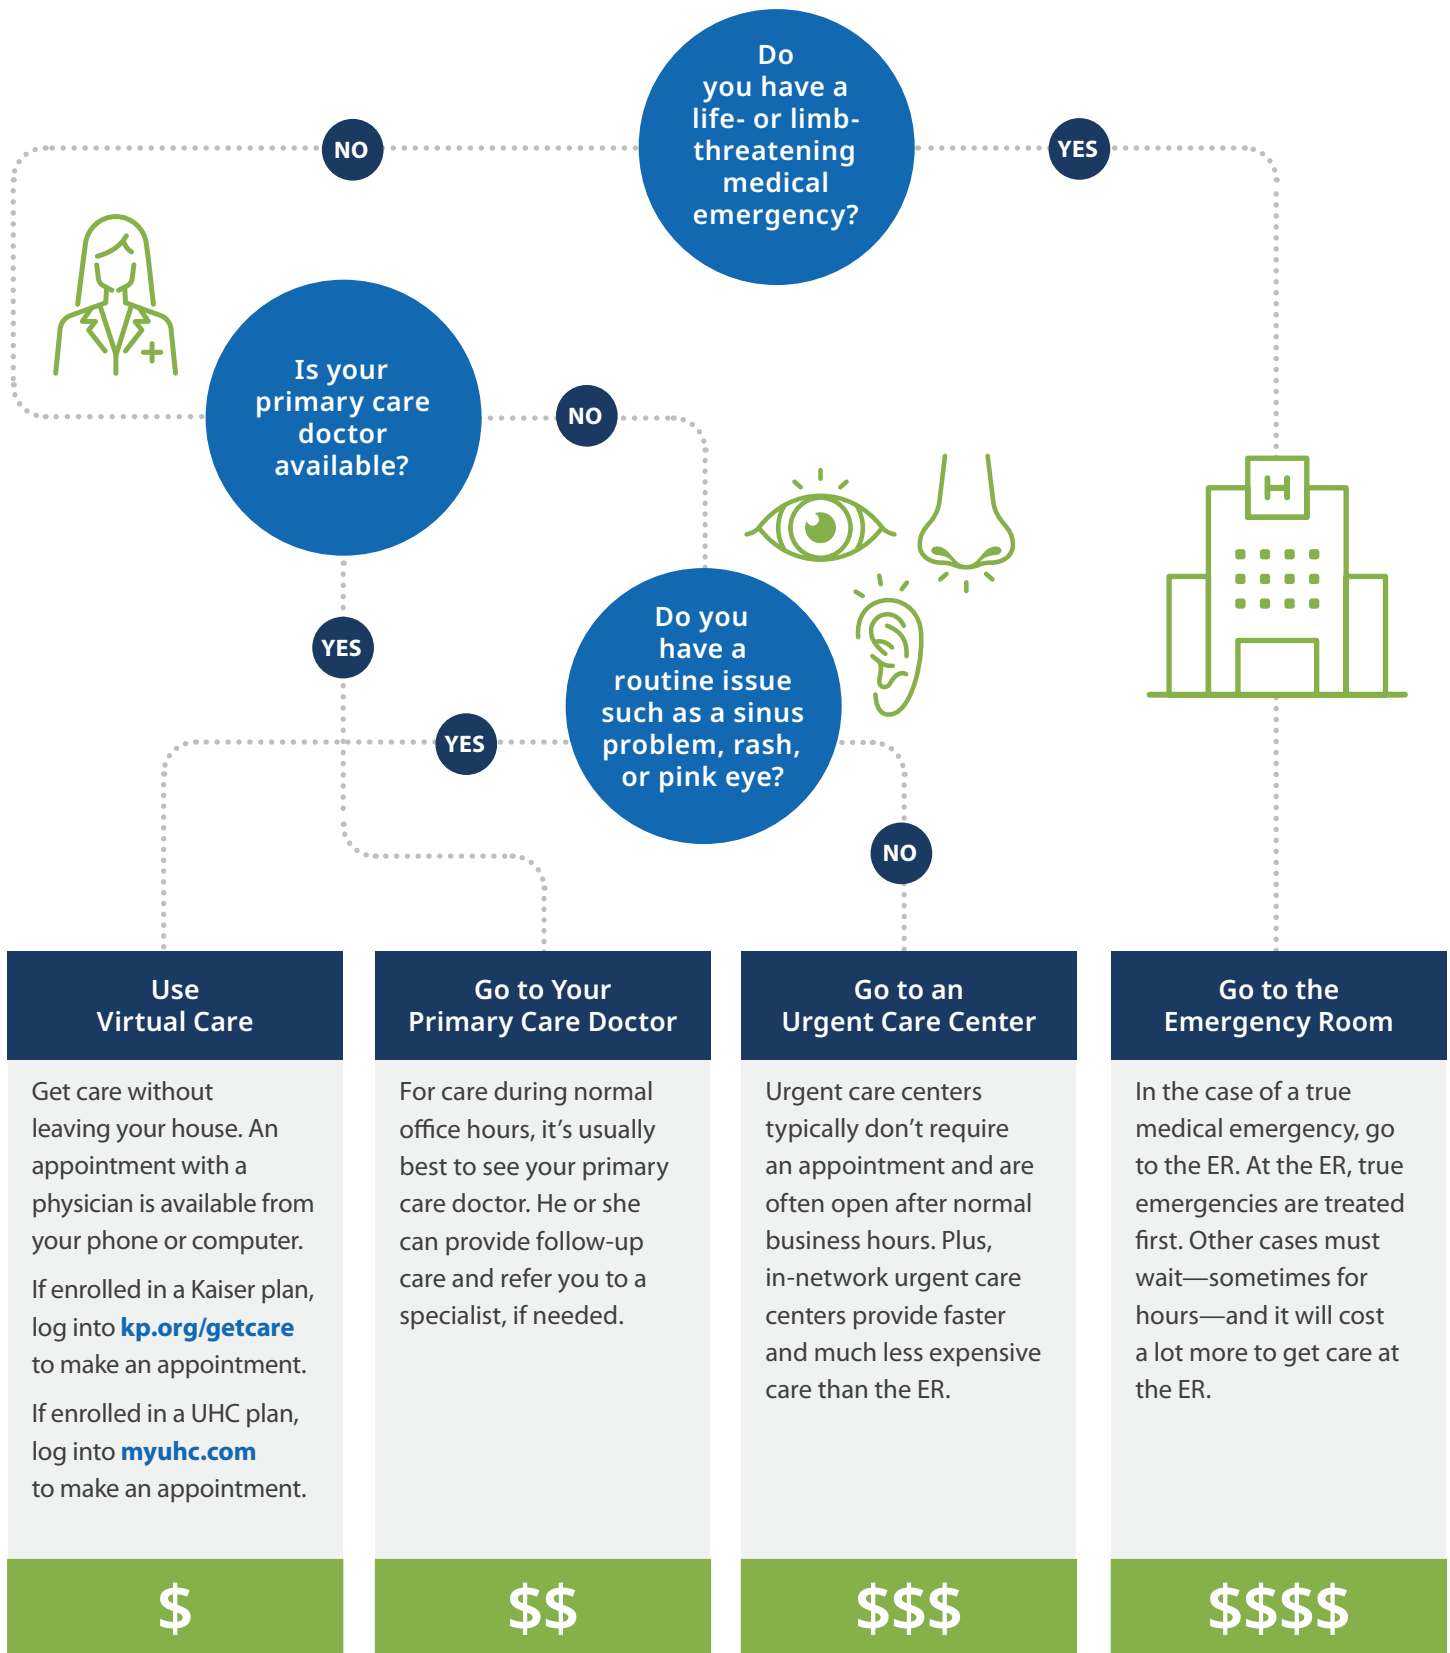 Do
you have a
life- or limb-
threatening
medical
emergency?
NO
YES
Is your
primary care
doctor
available?
NO
YES
H
Do you
have a
routine issue
such as a sinus
problem, rash,
or pink eye?
YES
NO
Use
Virtual Care
Get care without
leaving your house. An
appointment with a
physician is available from
your phone or computer.
If enrolled in a Kaiser plan,
log into kp.org/getcare
to make an appointment.
If enrolled in a UHC plan,
log into myuhc.com
to make an appointment.
$
Go to Your
Primary Care Doctor
For care during normal
office hours, it’s usually
best to see your primary
care doctor. He or she
can provide follow-up
care and refer you to a
specialist, if needed.
$$
Go to an
Urgent Care Center
Urgent care centers
typically don’t require
an appointment and are
often open after normal
business hours. Plus,
in-network urgent care
centers provide faster
and much less expensive
care than the ER.
$$$
Go to the
Emergency Room
In the case of a true
medical emergency, go
to the ER. At the ER, true
emergencies are treated
first. Other cases must
wait—sometimes for
hours—and it will cost
a lot more to get care at
the ER.
$$$$